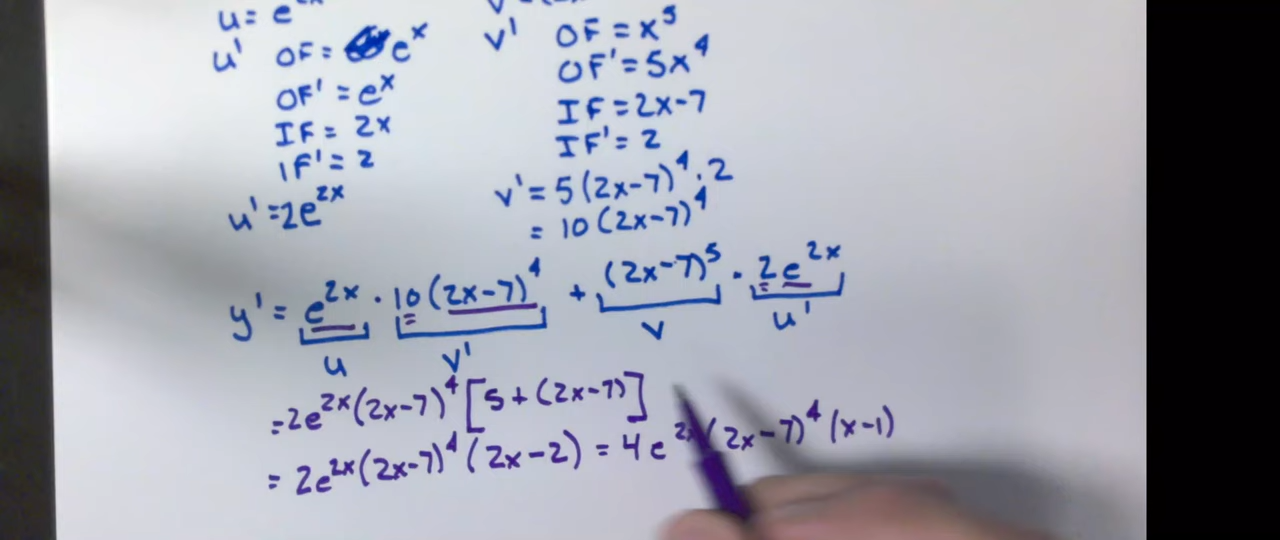 u = e^2x
u' OF = e^x
OF' = e^x
IF = 2x
IF' = 2
u' = 2e^2x
v' OF = x^5
OF' = 5x^4
IF = 2x-7
IF' = 2
v' = 5(2x-7)^4 · 2
= 10(2x-7)^4
y' = e^2x · 10(2x-7)^4 + (2x-7)^5 · 2e^2x
u v' v u'
= 2e^2x(2x-7)^4[5+(2x-7)]
= 2e^2x(2x-7)^4(2x-2) = 4e^2x(2x-7)^4(x-1)